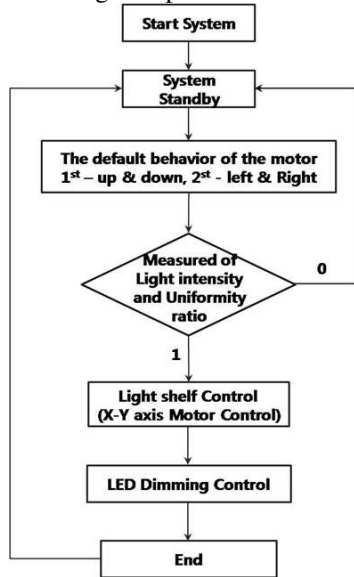 Start System
System
Standby
The default behavior of the motor
1st – up & down, 2st - left & Right
Measured of
Light intensity
and Uniformity
ratio
0
1
Light shelf Control
(X-Y axis Motor Control)
LED Dimming Control
End